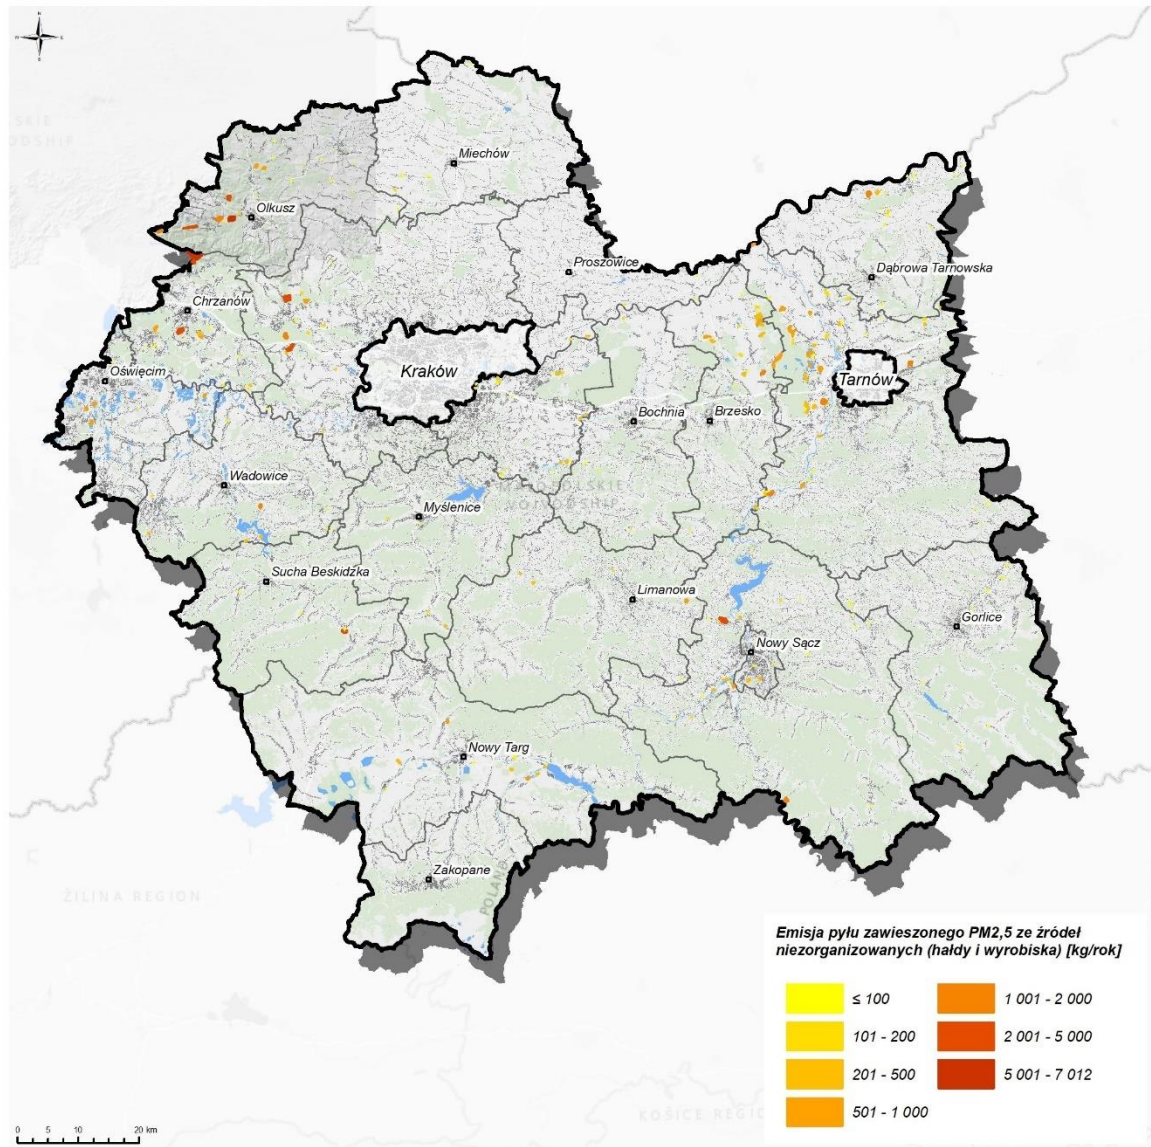 N
W
E
S
SKIE
ODSHIP
Miechów
Olkusz
Proszowice
Dąbrowa Tarnowska
Chrzanów
Kraków
Oświęcim
Tarnów
Bochnia
Brzesko
Wadowice
Myślenice
Sucha Beskidzka
Limanowa
Gorlice
Nowy Sącz
Nowy Targ
Zakopane
POLAND
ŽILINA REGION
KOŠICE REGIO
Emisja pyłu zawieszonego PM2,5 ze źródeł
niezorganizowanych (hałdy i wyrobiska) [kg/rok]
≤ 100
1 001 - 2 000
101 - 200
2 001 - 5 000
201 - 500
5 001 - 7 012
501 - 1 000
0 5 10 20 km